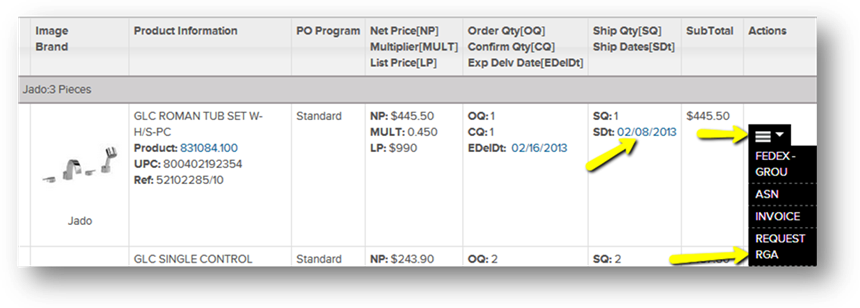 Image
Brand
Product Information
PO Program
Net Price[NP]
Multiplier[MULT]
List Price[LP]
Order Qty[OQ]
Confirm Qty[CQ]
Exp Delv Date[EDelDt]
Ship Qty[SQ]
Ship Dates[SDt]
SubTotal
Actions
Jado:3 Pieces
Jado
GLC ROMAN TUB SET W-
H/S-PC
Product: 831084.100
UPC: 800402192354
Ref: 52102285/10
Standard
NP: $445.50
MULT: 0.450
LP: $990
OQ: 1
CQ: 1
EDelDt: 02/16/2013
SQ: 1
SDt: 02/08/2013
$445.50
FEDEX -
GROU
ASN
INVOICE
REQUEST
RGA
GLC SINGLE CONTROL
Standard
NP: $243.90
OQ: 2
SQ: 2